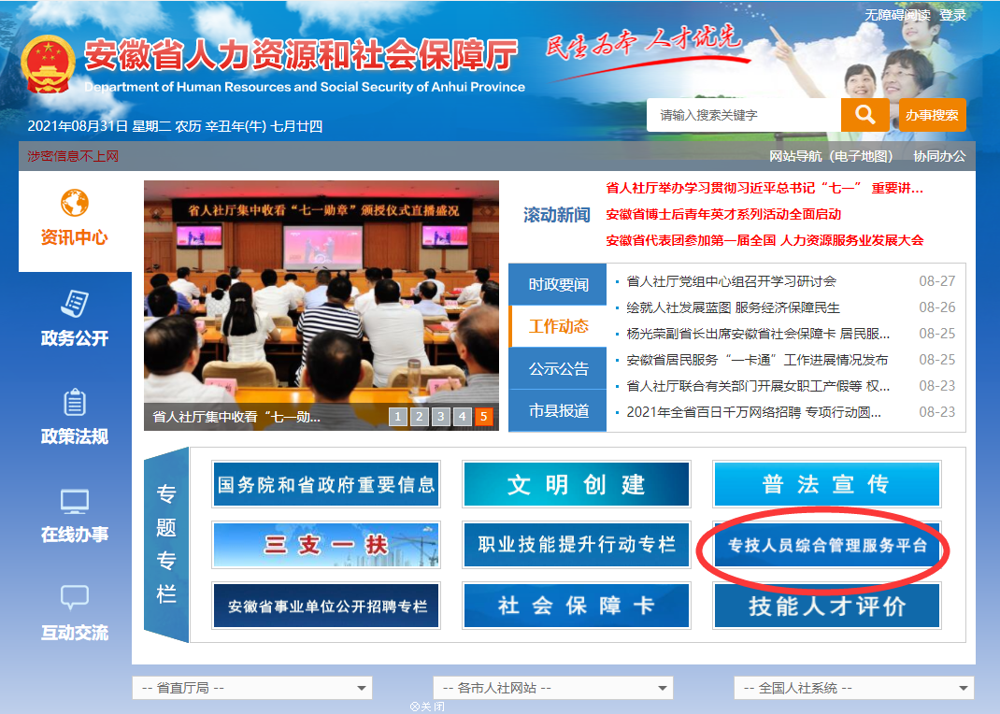 无障碍阅读 登录
安徽省人力资源和社会保障厅
民生为本 人才优先
Department of Human Resources and Social Security of Anhui Province
请输入搜索关键字
办事搜索
2021年08月31日 星期二 农历 辛丑年(牛) 七月廿四
涉密信息不上网
网站导航（电子地图）
协同办公
资讯中心
政务公开
政策法规
在线办事
互动交流
省人社厅集中收看“七一勋章”颁授仪式直播盛况
省人社厅集中收看“七一勋...
1 2 3 4 5
滚动新闻
省人社厅举办学习贯彻习近平总书记“七一” 重要讲...
安徽省博士后青年英才系列活动全面启动
安徽省代表团参加第一届全国 人力资源服务业发展大会
时政要闻
工作动态
公示公告
市县报道
省人社厅党组中心组召开学习研讨会 08-27
绘就人社发展蓝图 服务经济保障民生 08-26
杨光荣副省长出席安徽省社会保障卡 居民服... 08-25
安徽省居民服务“一卡通”工作进展情况发布 08-25
省人社厅联合有关部门开展女职工产假等 权... 08-23
2021年全省百日千万网络招聘 专项行动圆... 08-23
专题专栏
国务院和省政府重要信息
文明创建
普法宣传
三支一扶
职业技能提升行动专栏
专技人员综合管理服务平台
安徽省事业单位公开招聘专栏
社会保障卡
技能人才评价
-- 省直厅局 --
-- 各市人社网站 --
-- 全国人社系统 --
⊗关闭